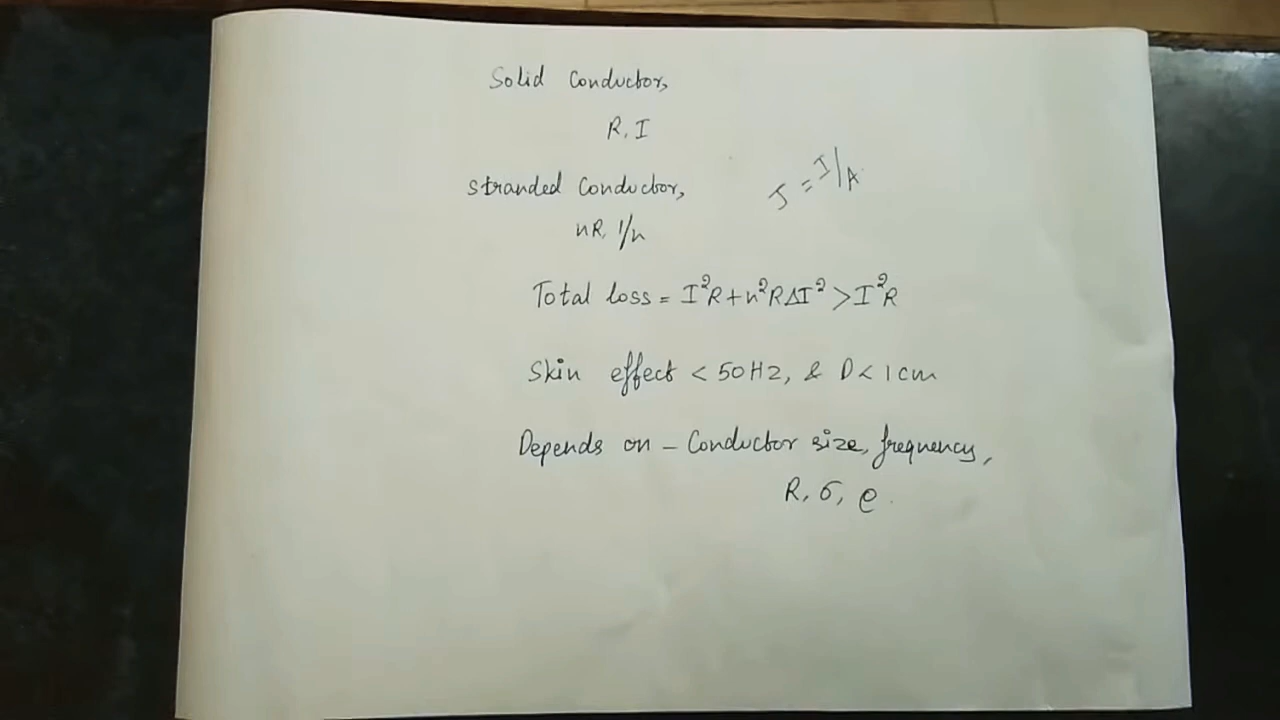 Solid Conductor,
R, I
Stranded Conductor,
nR, 1/n
J = I/A
Total loss = I²R + n²RΔI² > I²R
Skin effect < 50Hz, & D < 1cm
Depends on - Conductor size, frequency,
R, σ, ρ.